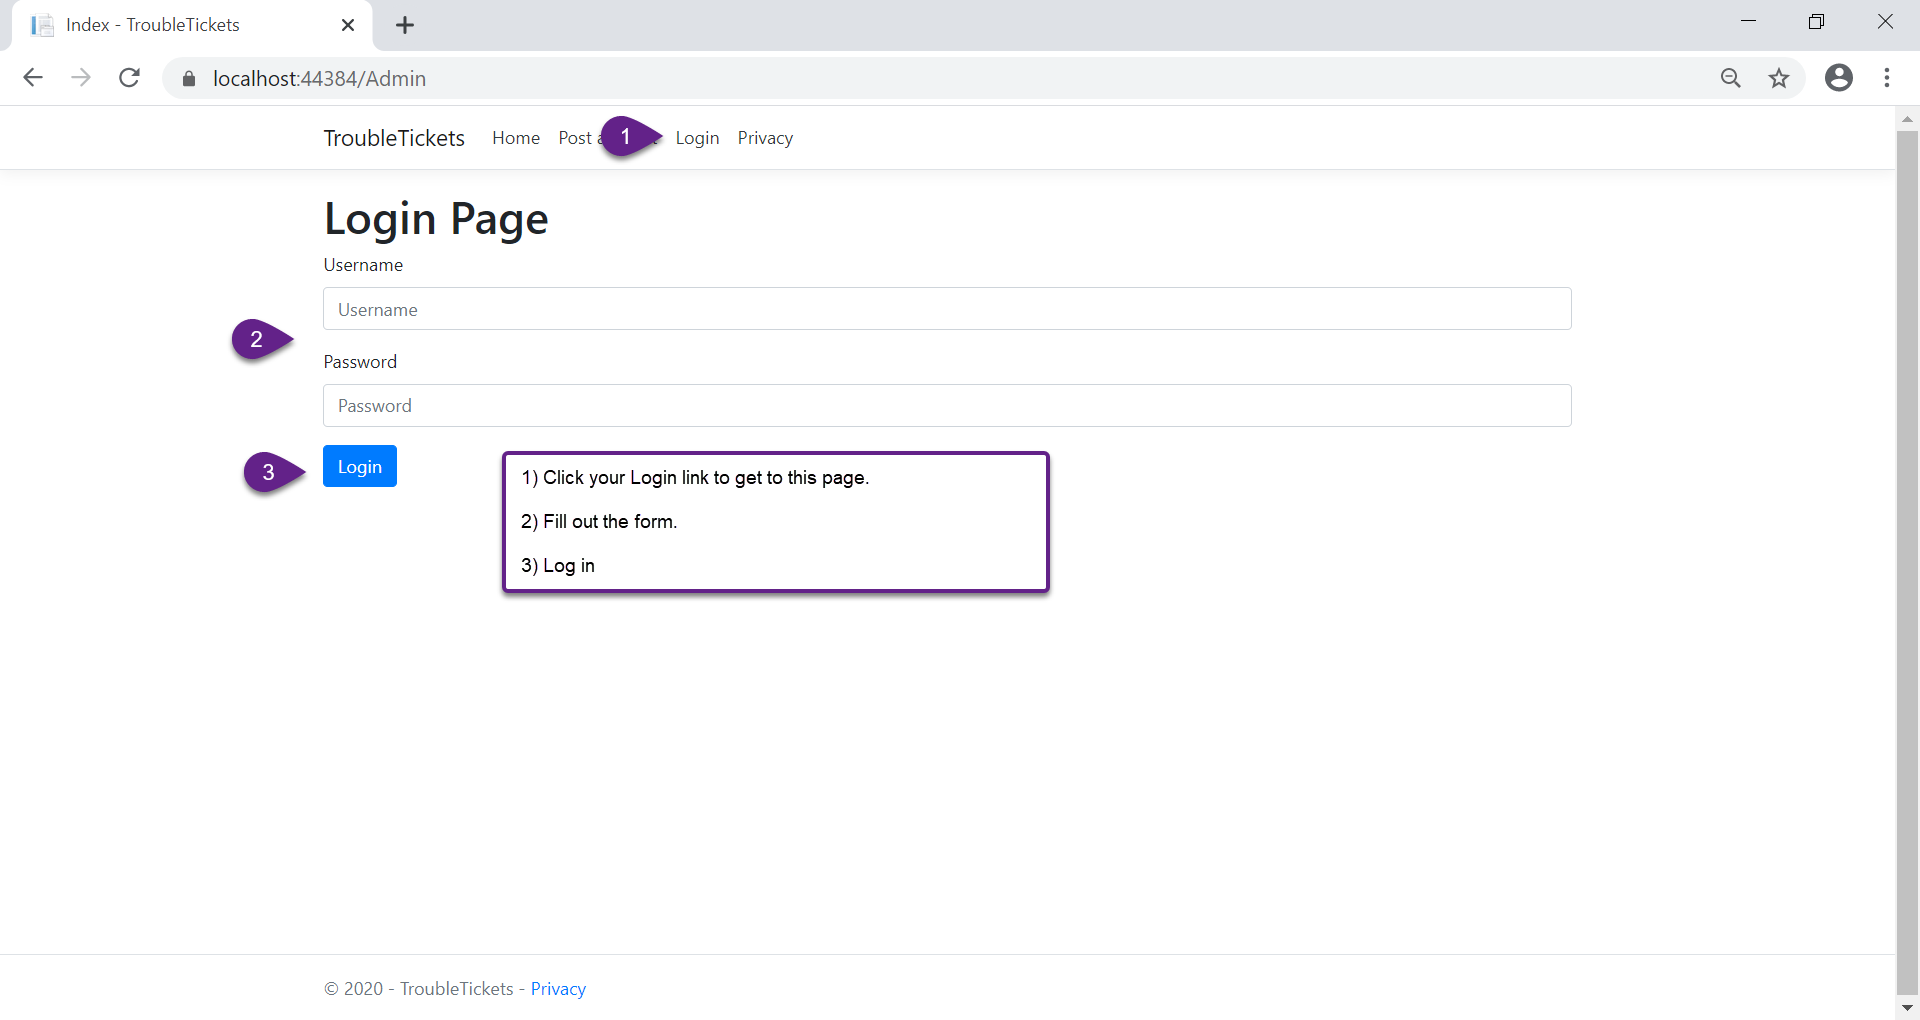 Index - TroubleTickets
localhost:44384/Admin
TroubleTickets Home Post 1 Login Privacy
Login Page
Username
Username
2
Password
Password
3 Login
1) Click your Login link to get to this page.
2) Fill out the form.
3) Log in
© 2020 - TroubleTickets - Privacy